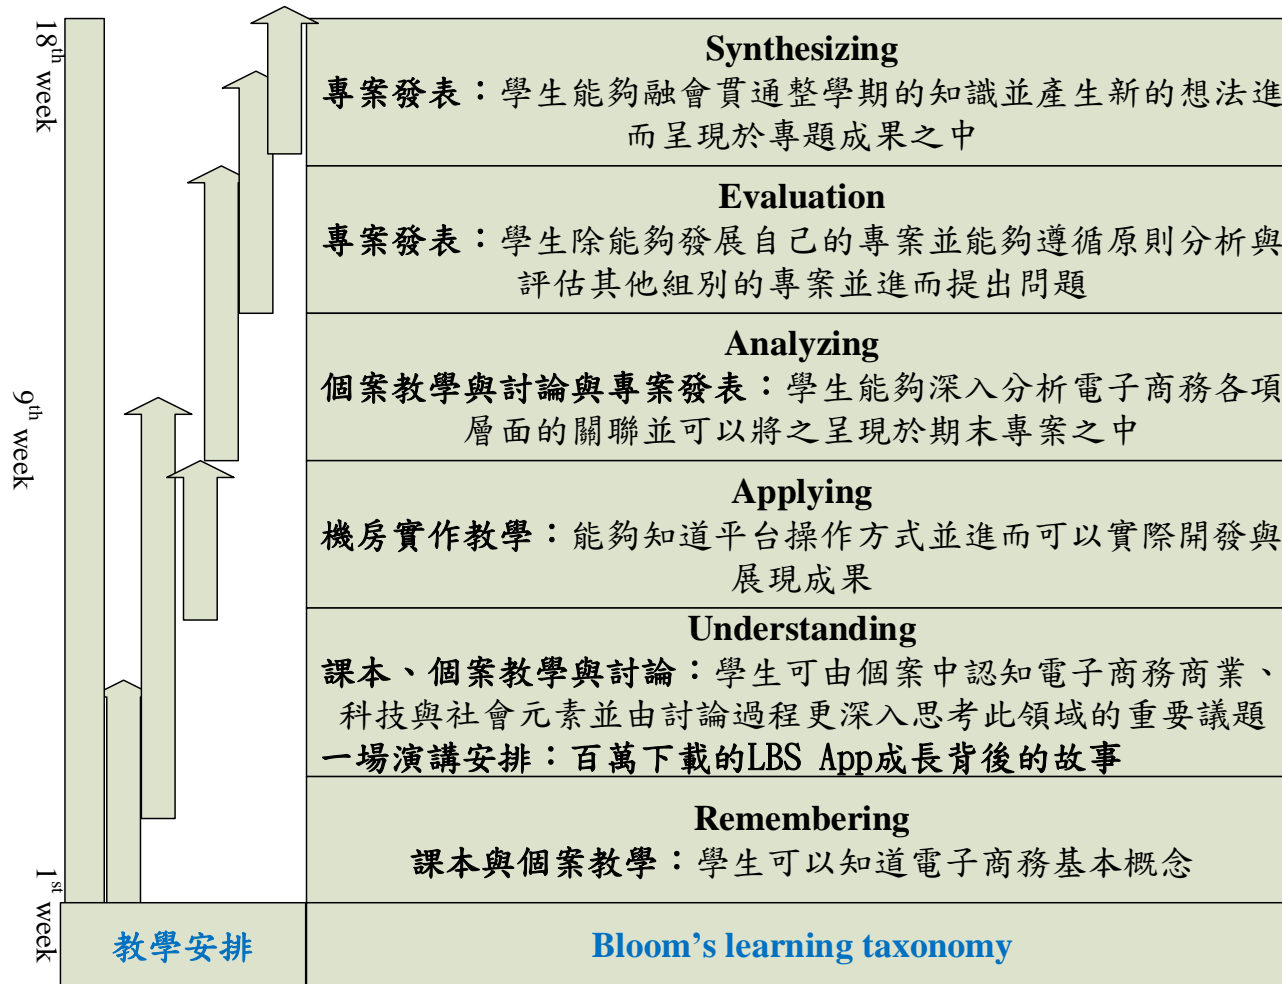 18th week
9th week
1st week
Synthesizing
專案發表：學生能夠融會貫通整學期的知識並產生新的想法進
而呈現於專題成果之中
Evaluation
專案發表：學生除能夠發展自己的專案並能夠遵循原則分析與
評估其他組別的專案並進而提出問題
Analyzing
個案教學與討論與專案發表：學生能夠深入分析電子商務各項
層面的關聯並可以將之呈現於期末專案之中
Applying
機房實作教學：能夠知道平台操作方式並進而可以實際開發與
展現成果
Understanding
課本、個案教學與討論：學生可由個案中認知電子商務商業、
科技與社會元素並由討論過程更深入思考此領域的重要議題
一場演講安排：百萬下載的LBS App成長背後的故事
Remembering
課本與個案教學：學生可以知道電子商務基本概念
教學安排
Bloom’s learning taxonomy